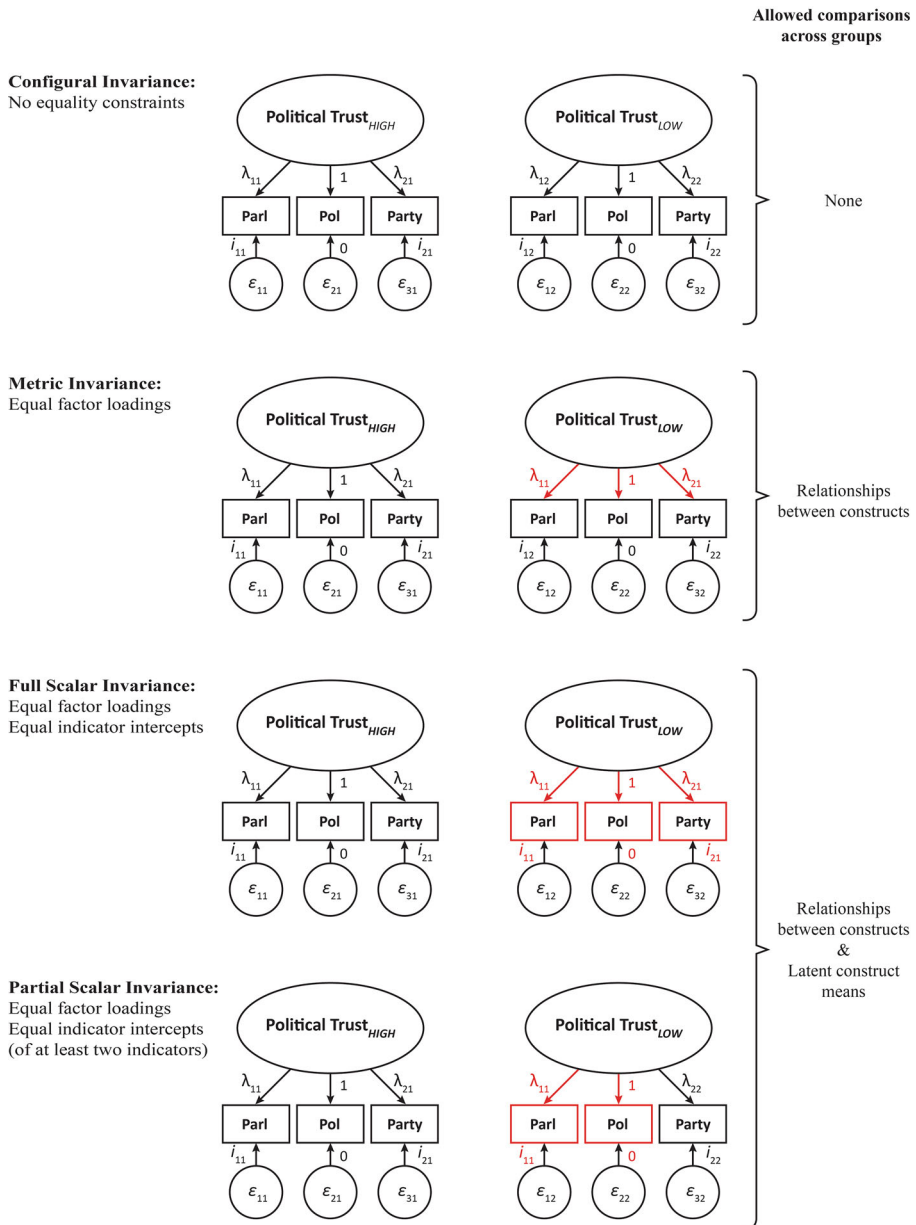 Allowed comparisons
across groups
Configural Invariance:
No equality constraints
Political Trust HIGH
Political Trust LOW
λ11 1 λ21
λ12 1 λ22
Parl Pol Party
Parl Pol Party
None
i11 0 i21
i12 0 i22
ε11 ε21 ε31
ε12 ε22 ε32
Metric Invariance:
Equal factor loadings
Political Trust HIGH
Political Trust LOW
λ11 1 λ21
λ11 1 λ21
Parl Pol Party
Parl Pol Party
Relationships
between constructs
i11 0 i21
i12 0 i22
ε11 ε21 ε31
ε12 ε22 ε32
Full Scalar Invariance:
Equal factor loadings
Equal indicator intercepts
Political Trust HIGH
Political Trust LOW
λ11 1 λ21
λ11 1 λ21
Parl Pol Party
Parl Pol Party
i11 0 i21
i11 0 i21
ε11 ε21 ε31
ε12 ε22 ε32
Relationships
between constructs
&
Latent construct
means
Partial Scalar Invariance:
Equal factor loadings
Equal indicator intercepts
(of at least two indicators)
Political Trust HIGH
Political Trust LOW
λ11 1 λ21
λ11 1 λ22
Parl Pol Party
Parl Pol Party
i11 0 i21
i11 0 i22
ε11 ε21 ε31
ε12 ε22 ε32